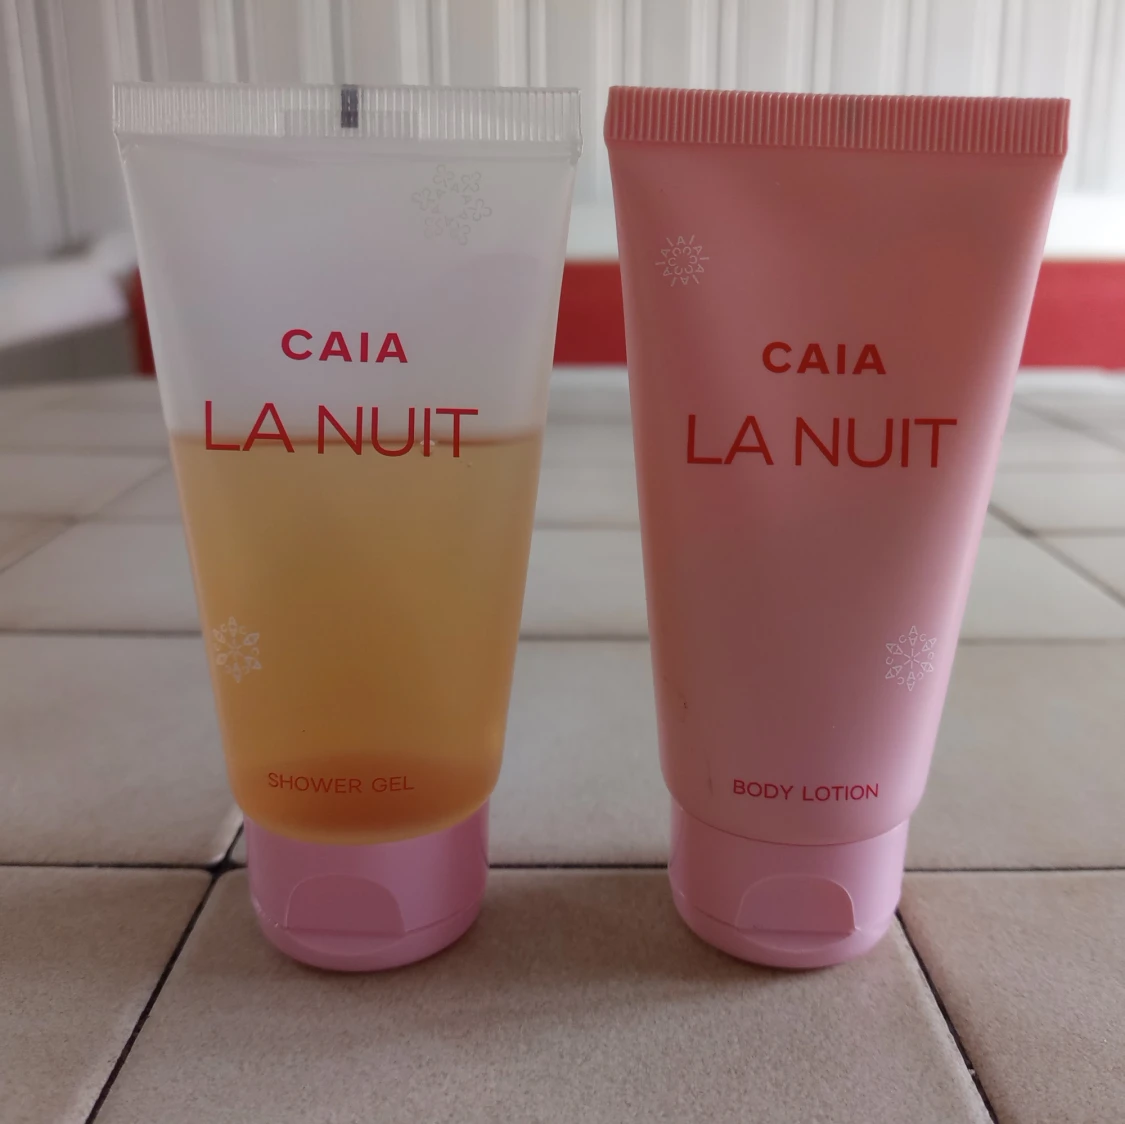 CAIA
LA NUIT
SHOWER GEL
CAIA
LA NUIT
BODY LOTION